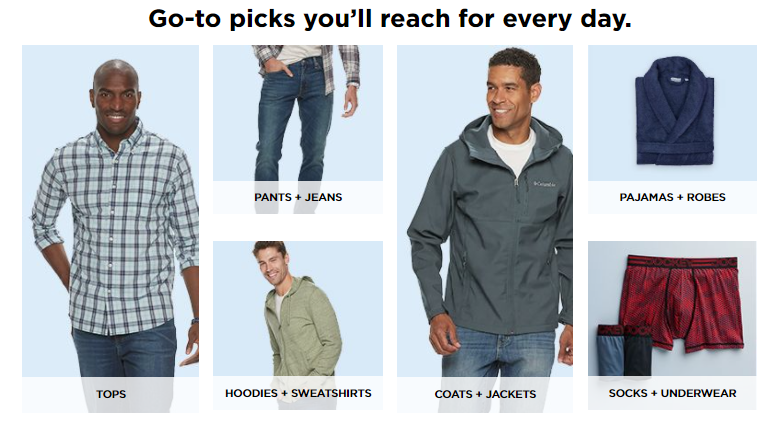 Go-to picks you'll reach for every day.
TOPS
PANTS + JEANS
HOODIES + SWEATSHIRTS
Columbia
COATS + JACKETS
PAJAMAS + ROBES
SOCKS + UNDERWEAR